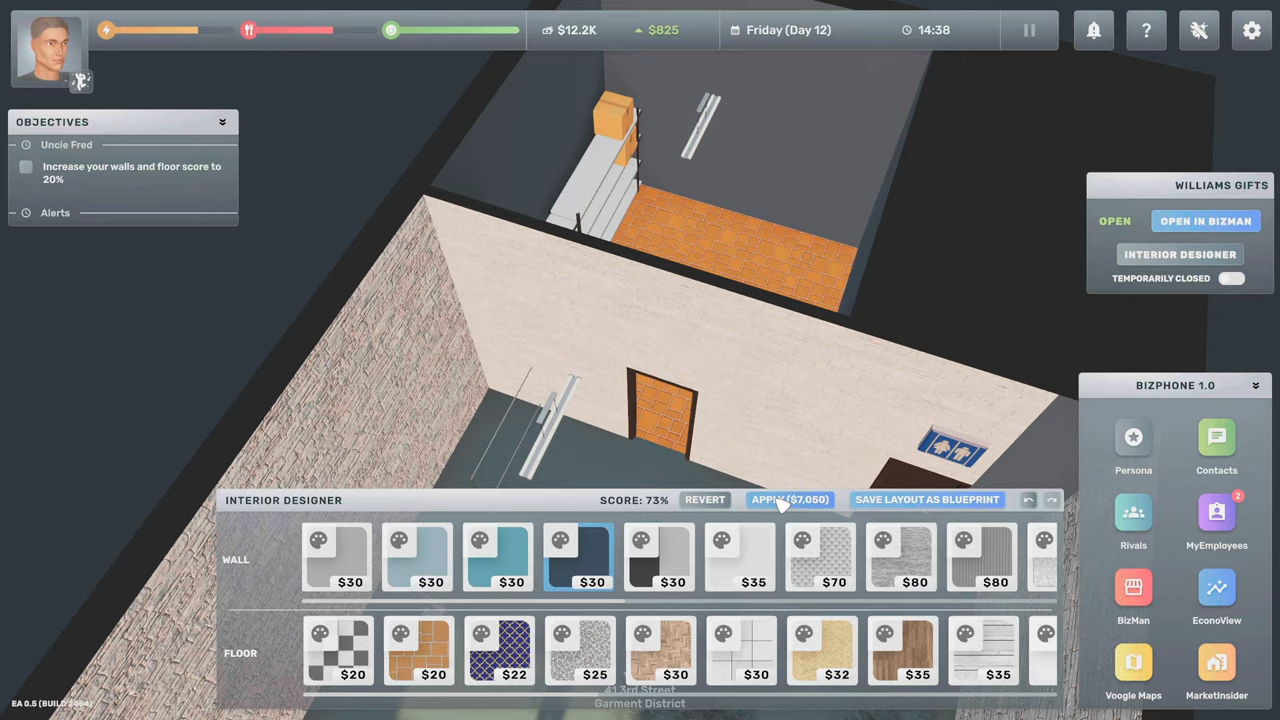 $12.2K
$825
Friday (Day 12)
14:38
OBJECTIVES
Uncle Fred
Increase your walls and floor score to
20%
Alerts
WILLIAMS GIFTS
OPEN
OPEN IN BIZMAN
INTERIOR DESIGNER
TEMPORARILY CLOSED
BIZPHONE 1.0
Persona
Contacts
2
Rivals
MyEmployees
BizMan
EconoView
Voogle Maps
MarketInsider
INTERIOR DESIGNER
SCORE: 73%
REVERT
APPLY ($7,050)
SAVE LAYOUT AS BLUEPRINT
WALL
$30
$30
$30
$30
$30
$35
$70
$80
$80
FLOOR
$20
$20
$22
$25
$30
$30
$32
$35
$35
41 3rd Street
Garment District